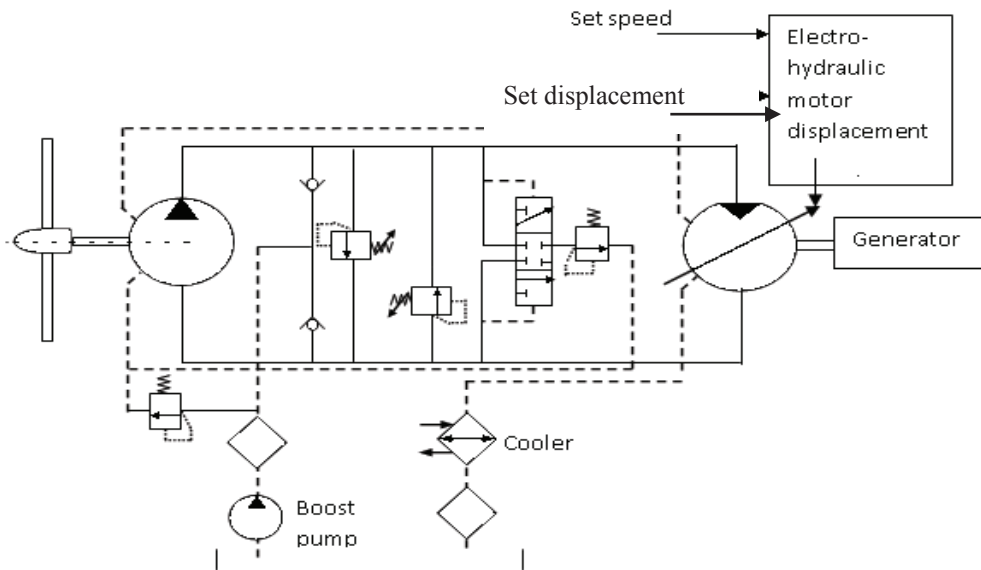 Set speed
Electro-
hydraulic
motor
displacement
Set displacement
Generator
Cooler
Boost
pump